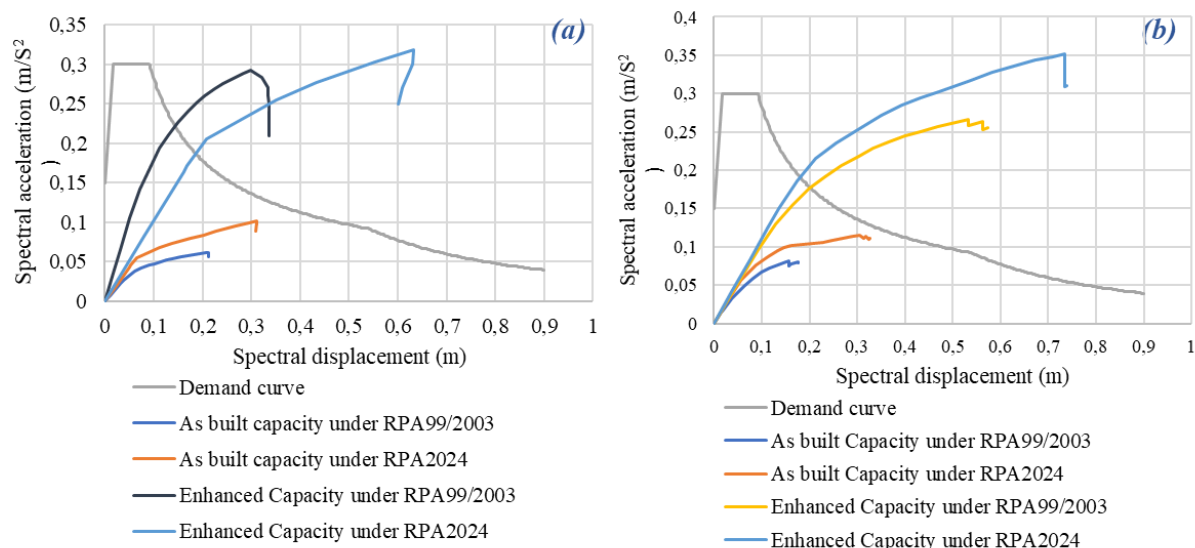 (a)
Spectral acceleration (m/S²
)
0,35
0,3
0,25
0,2
0,15
0,1
0,05
0
0 0,1 0,2 0,3 0,4 0,5 0,6 0,7 0,8 0,9 1
Spectral displacement (m)
Demand curve
As built capacity under RPA99/2003
As built capacity under RPA2024
Enhanced Capacity under RPA99/2003
Enhanced Capacity under RPA2024
(b)
Spectral acceleration (m/S²
)
0,4
0,35
0,3
0,25
0,2
0,15
0,1
0,05
0
0 0,1 0,2 0,3 0,4 0,5 0,6 0,7 0,8 0,9 1
Spectral displacement (m)
Demand curve
As built Capacity under RPA99/2003
As built Capacity under RPA2024
Enhanced Capacity under RPA99/2003
Enhanced Capacity under RPA2024